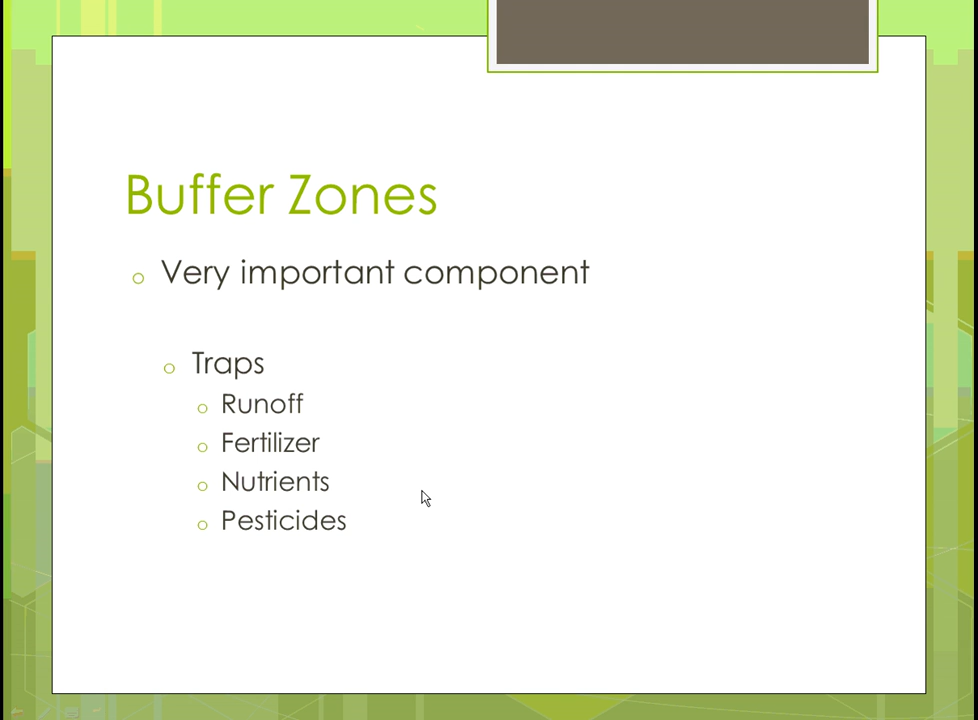 Buffer Zones
Very important component
Traps
Runoff
Fertilizer
Nutrients
Pesticides